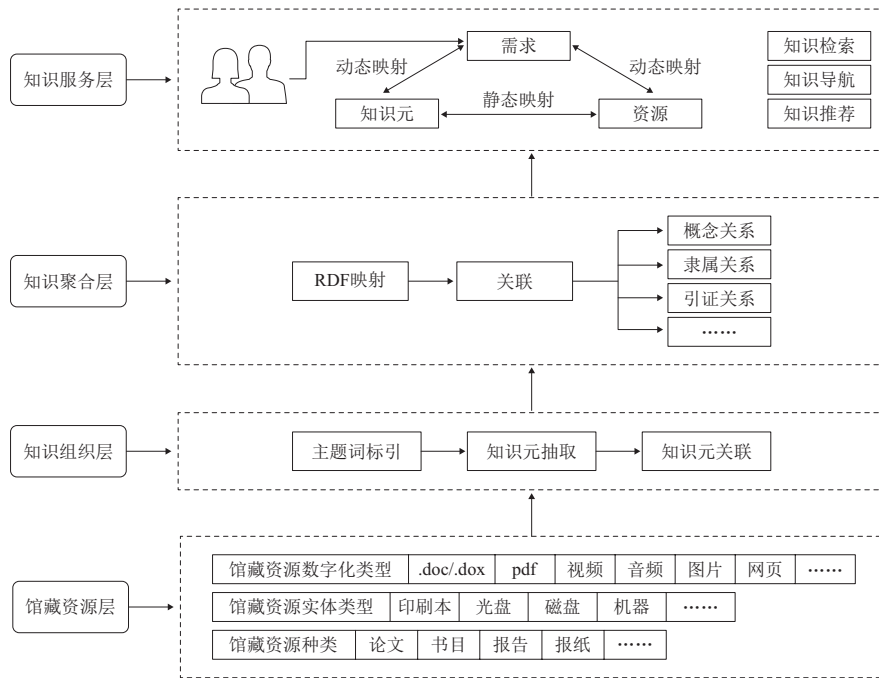 需求
知识检索
动态映射
动态映射
知识服务层
知识导航
静态映射
知识元
资源
知识推荐
概念关系
知识聚合层
RDF映射
关联
隶属关系
引证关系
……
知识组织层
主题词标引
知识元抽取
知识元关联
馆藏资源数字化类型 .doc/.dox pdf 视频 音频 图片 网页 ……
馆藏资源层
馆藏资源实体类型 印刷本 光盘 磁盘 机器 ……
馆藏资源种类 论文 书目 报告 报纸 ……